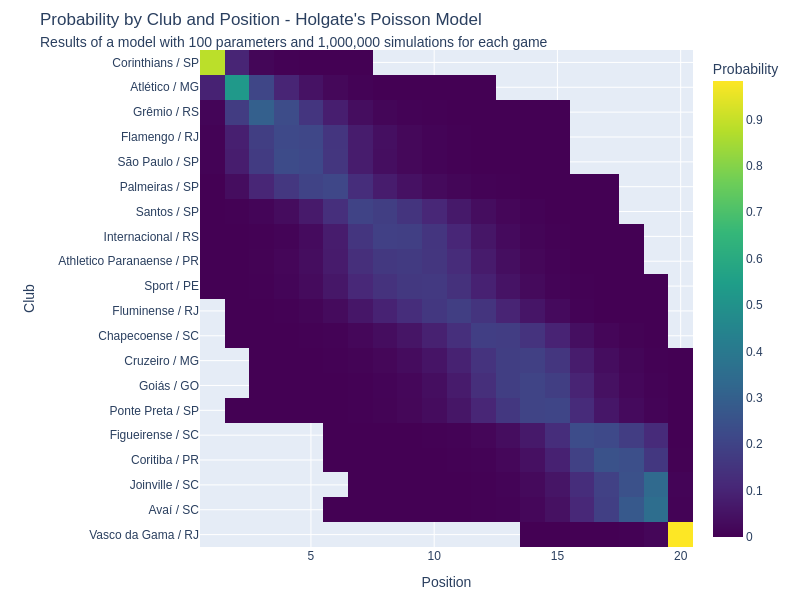 Probability by Club and Position - Holgate's Poisson Model
Results of a model with 100 parameters and 1,000,000 simulations for each game
Probability
Club
Corinthians / SP
Atlético / MG
Grêmio / RS
Flamengo / RJ
São Paulo / SP
Palmeiras / SP
Santos / SP
Internacional / RS
Athletico Paranaense / PR
Sport / PE
Fluminense / RJ
Chapecoense / SC
Cruzeiro / MG
Goiás / GO
Ponte Preta / SP
Figueirense / SC
Coritiba / PR
Joinville / SC
Avaí / SC
Vasco da Gama / RJ
5 10 15 20
Position
0.9
0.8
0.7
0.6
0.5
0.4
0.3
0.2
0.1
0